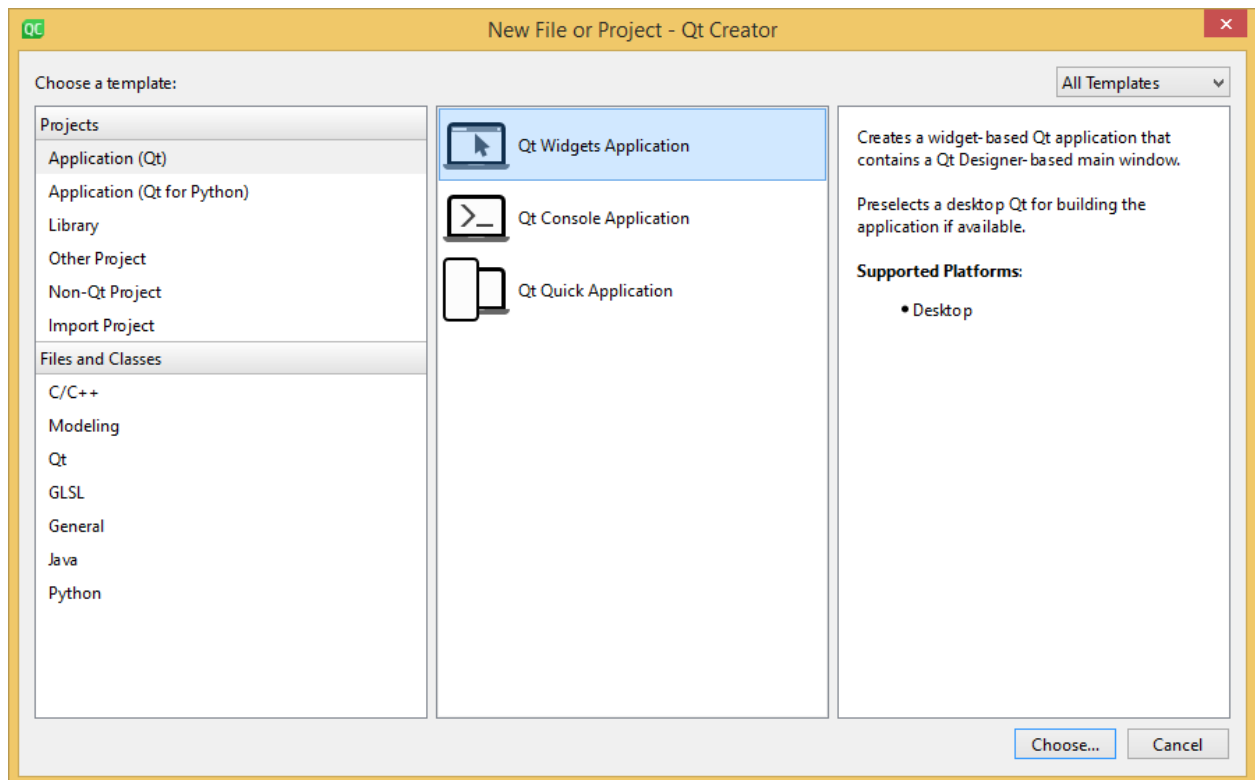 QC
New File or Project - Qt Creator
Choose a template:
All Templates
Projects
Application (Qt)
Application (Qt for Python)
Library
Other Project
Non-Qt Project
Import Project
Files and Classes
C/C++
Modeling
Qt
GLSL
General
Java
Python
Qt Widgets Application
Qt Console Application
Qt Quick Application
Creates a widget-based Qt application that
contains a Qt Designer-based main window.
Preselects a desktop Qt for building the
application if available.
Supported Platforms:
• Desktop
Choose...
Cancel